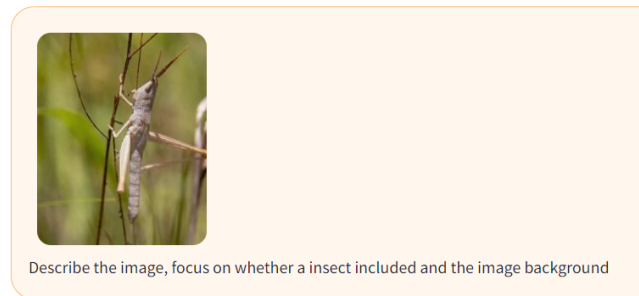 Describe the image, focus on whether a insect included and the image background